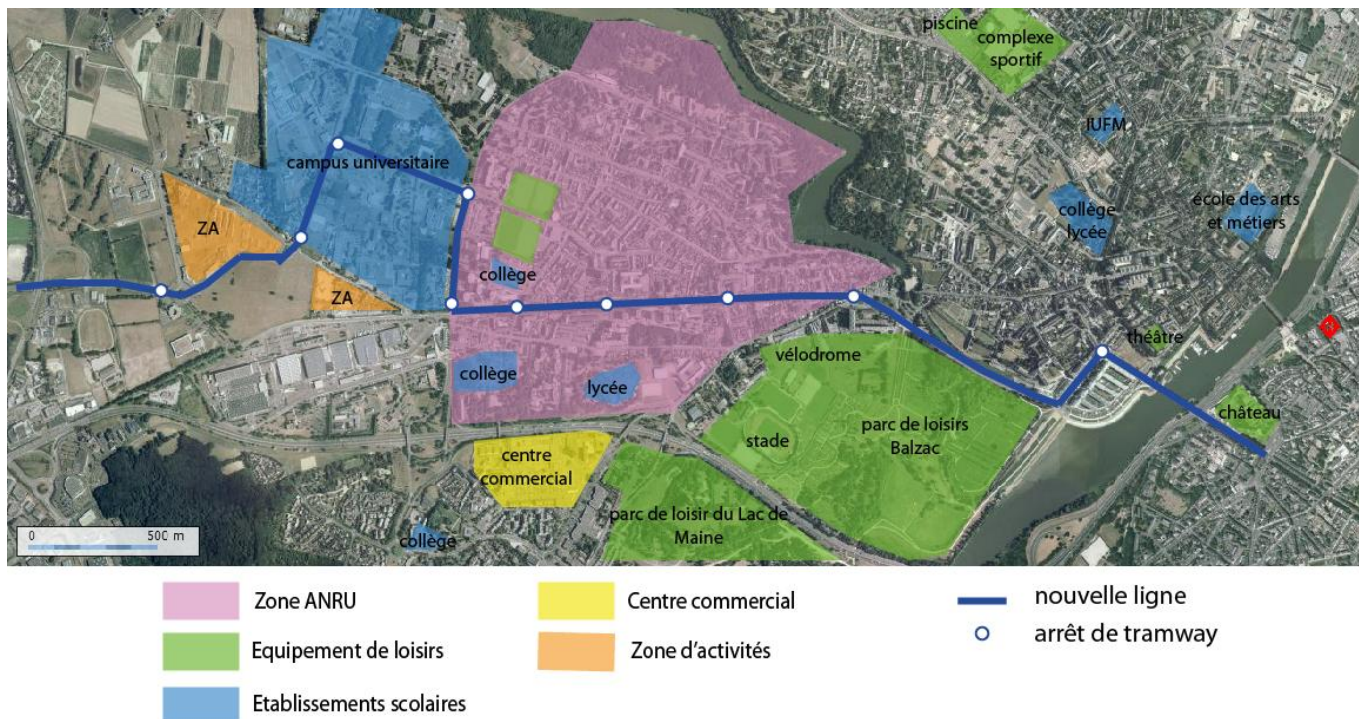 piscine
complexe
sportif
IUFM
campus universitaire
collège
lycée
école des arts
et métiers
ZA
collège
ZA
théâtre
vélodrome
collège
lycée
château
stade
parc de loisirs
Balzac
centre
commercial
parc de loisir du Lac de
Maine
collège
0 500 m
Zone ANRU
Centre commercial
nouvelle ligne
Equipement de loisirs
Zone d'activités
arrêt de tramway
Etablissements scolaires